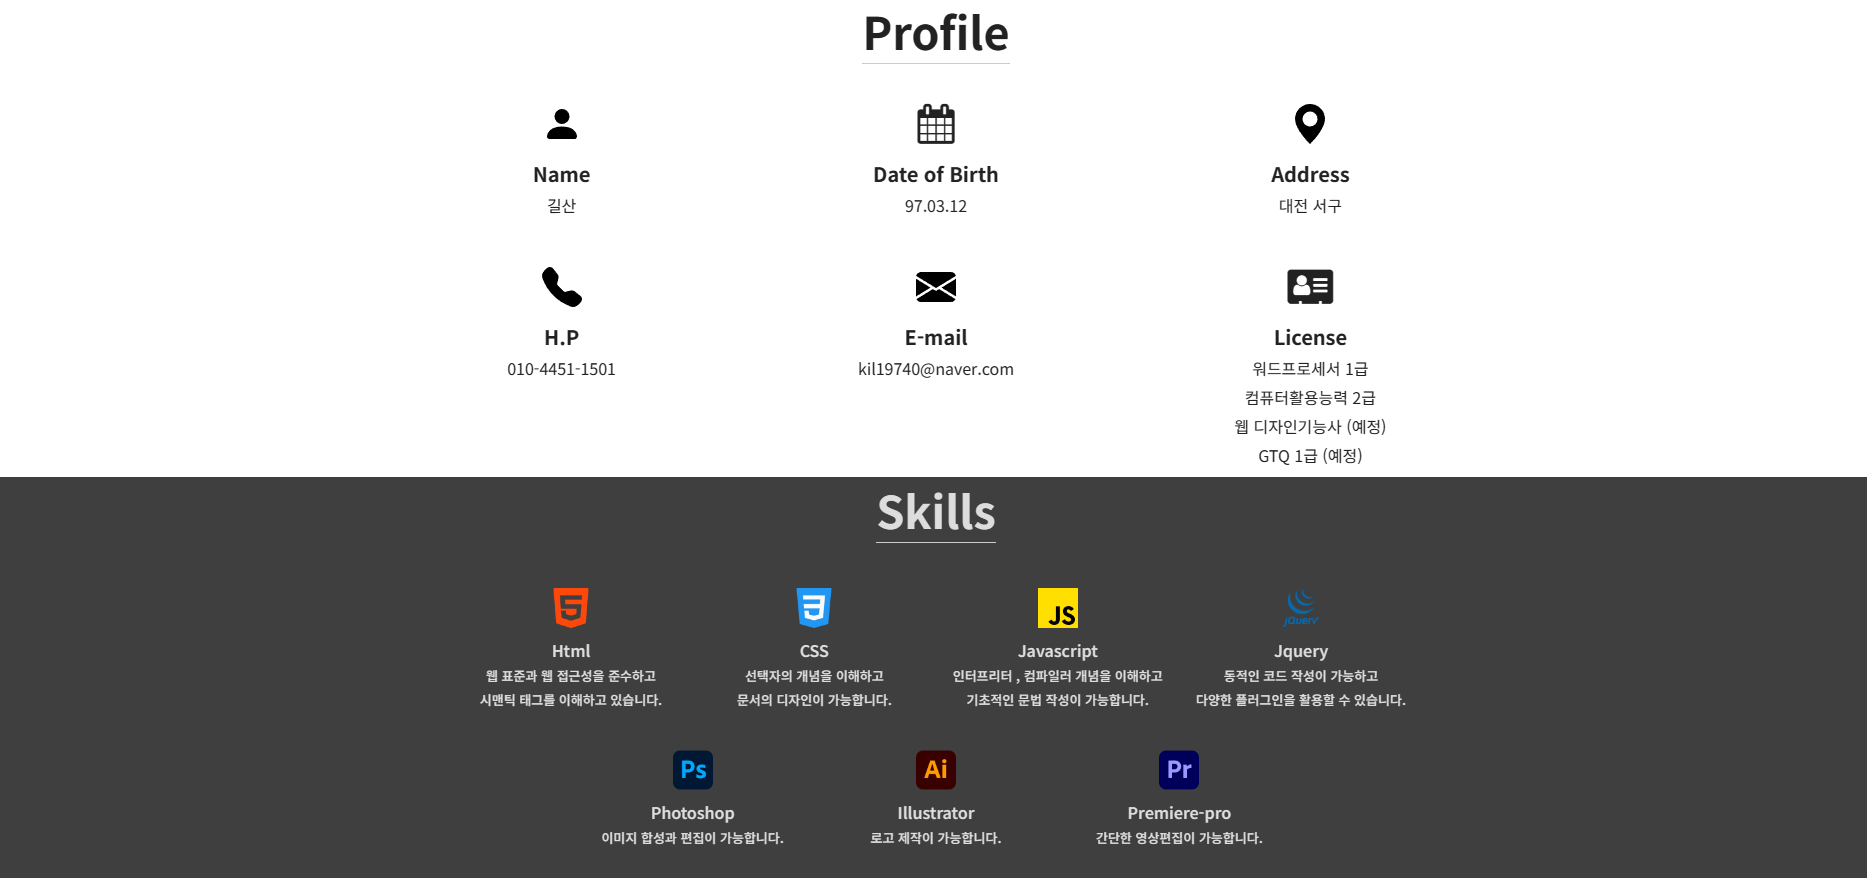 Profile
Name
길산
Date of Birth
97.03.12
Address
대전 서구
H.P
010-4451-1501
E-mail
kil19740@naver.com
License
워드프로세서 1급
컴퓨터활용능력 2급
웹 디자인기능사 (예정)
GTQ 1급 (예정)
Skills
Html
웹 표준과 웹 접근성을 준수하고
시맨틱 태그를 이해하고 있습니다.
CSS
선택자의 개념을 이해하고
문서의 디자인이 가능합니다.
JS
Javascript
인터프리터 , 컴파일러 개념을 이해하고
기초적인 문법 작성이 가능합니다.
jQuery
Jquery
동적인 코드 작성이 가능하고
다양한 플러그인을 활용할 수 있습니다.
Ps
Photoshop
이미지 합성과 편집이 가능합니다.
Ai
Illustrator
로고 제작이 가능합니다.
Pr
Premiere-pro
간단한 영상편집이 가능합니다.